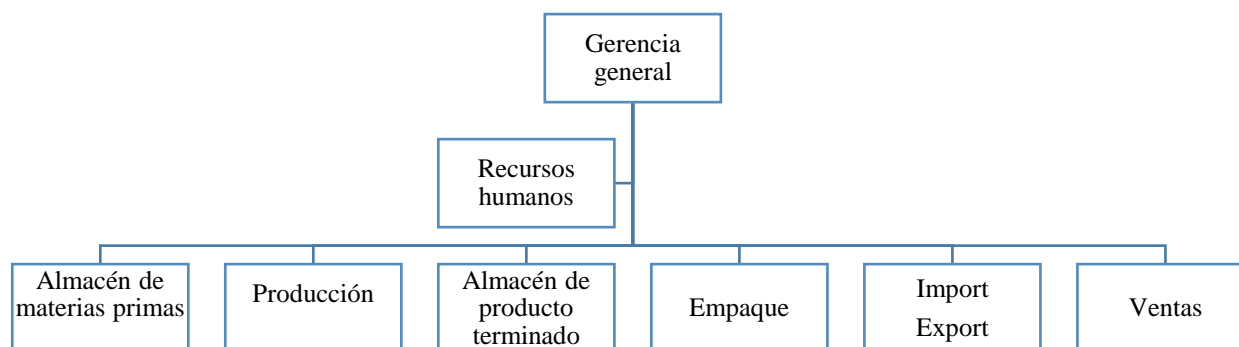 Gerencia
general
Recursos
humanos
Almacén de
materias primas
Producción
Almacén de
producto
terminado
Empaque
Import
Export
Ventas